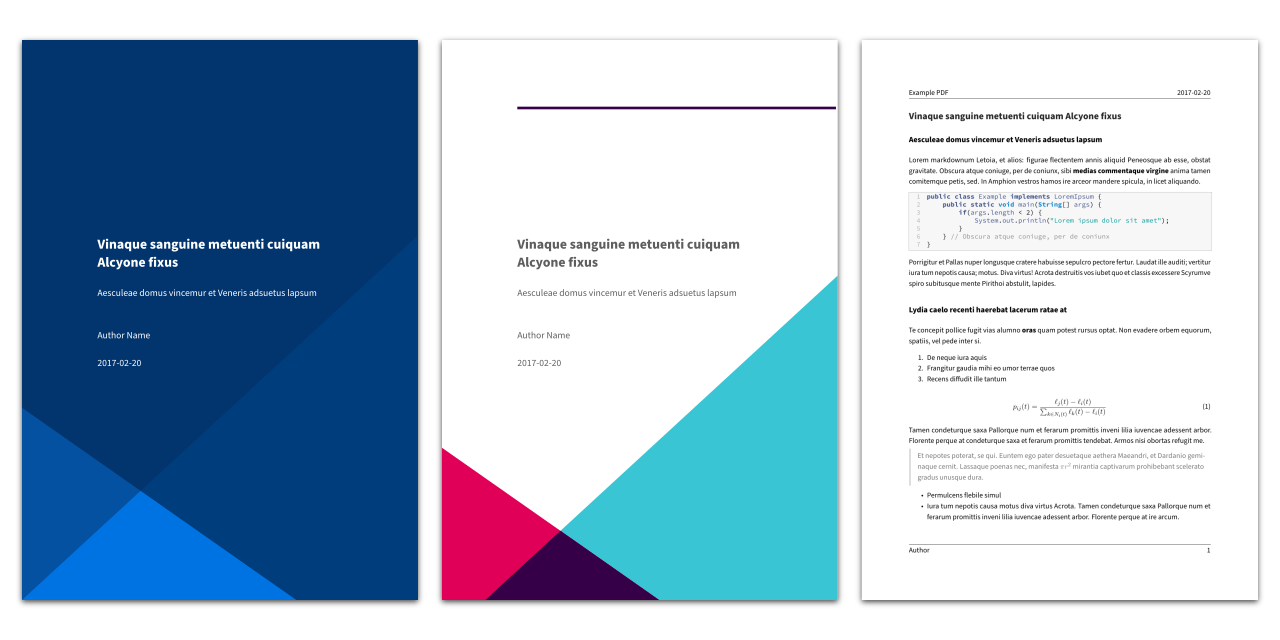 Vinaque sanguine metuenti cuiquam
Alcyone fixus
Aesculeae domus vincemur et Veneris adsuetus lapsum
Author Name
2017-02-20
Vinaque sanguine metuenti cuiquam
Alcyone fixus
Aesculeae domus vincemur et Veneris adsuetus lapsum
Author Name
2017-02-20
Example PDF 2017-02-20
Vinaque sanguine metuenti cuiquam Alcyone fixus
Aesculeae domus vincemur et Veneris adsuetus lapsum
Lorem markdownum Letoia, et alios: figurae flectentem annis aliquid Peneosque ab esse, obstat
gravitate. Obscura atque coniuge, per de coniunx, sibi medias commentaque virgine anima tamen
comitemque petis, sed. In Amphion vestros hamos ire arceor mandere spicula, in licet aliquando.
1 public class Example implements LoremIpsum {
2 public static void main(String[] args) {
3 if(args.length < 2) {
4 System.out.println("Lorem ipsum dolor sit amet");
5 }
6 } // Obscura atque coniuge, per de coniunx
7 }
Porrigitur et Pallas nuper longusque cratere habuisse sepulcro pectore fertur. Laudat ille auditi; vertitur
iura tum nepotis causa; motus. Diva virtus! Acrota destruitis vos iubet quo et classis excessere Scyrumve
spiro subitusque mente Pirithoi abstulit, lapides.
Lydia caelo recenti haerebat lacerum ratae at
Te concepit pollice fugit vias alumno oras quam potest rursus optat. Non evadere orbem equorum,
spatiis, vel pede inter si.
1. De neque iura aquis
2. Frangitur gaudia mihi eo umor terrae quos
3. Recens diffudit ille tantum
p_{ij}(t) = \frac{ℓ_j(t) − ℓ_i(t)}{\sum_{k∈N_i(t)} ℓ_k(t) − ℓ_i(t)} (1)
Tamen condeturque saxa Pallorque num et ferarum promittis inveni lilia iuvencae adessent arbor.
Florente perque at condeturque saxa et ferarum promittis tendebat. Armos nisi obortas refugit me.
Et nepotes poterat, se qui. Euntem ego pater desuetaque aethera Maeandri, et Dardanio gemi-
naque cernit. Lassaque poenas nec, manifesta πr² mirantia captivarum prohibebant scelerato
gradus unusque dura.
• Permulcens flebile simul
• Iura tum nepotis causa motus diva virtus Acrota. Tamen condeturque saxa Pallorque num et
ferarum promittis inveni lilia iuvencae adessent arbor. Florente perque at ire arcum.
Author 1